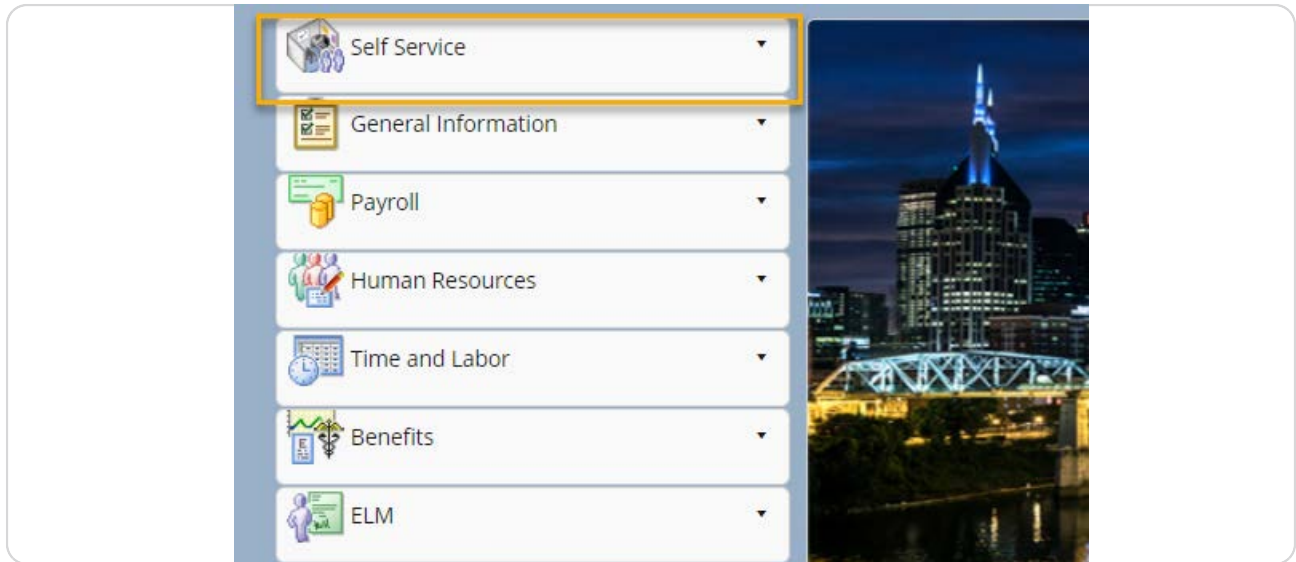 Self Service
General Information
Payroll
Human Resources
Time and Labor
Benefits
ELM